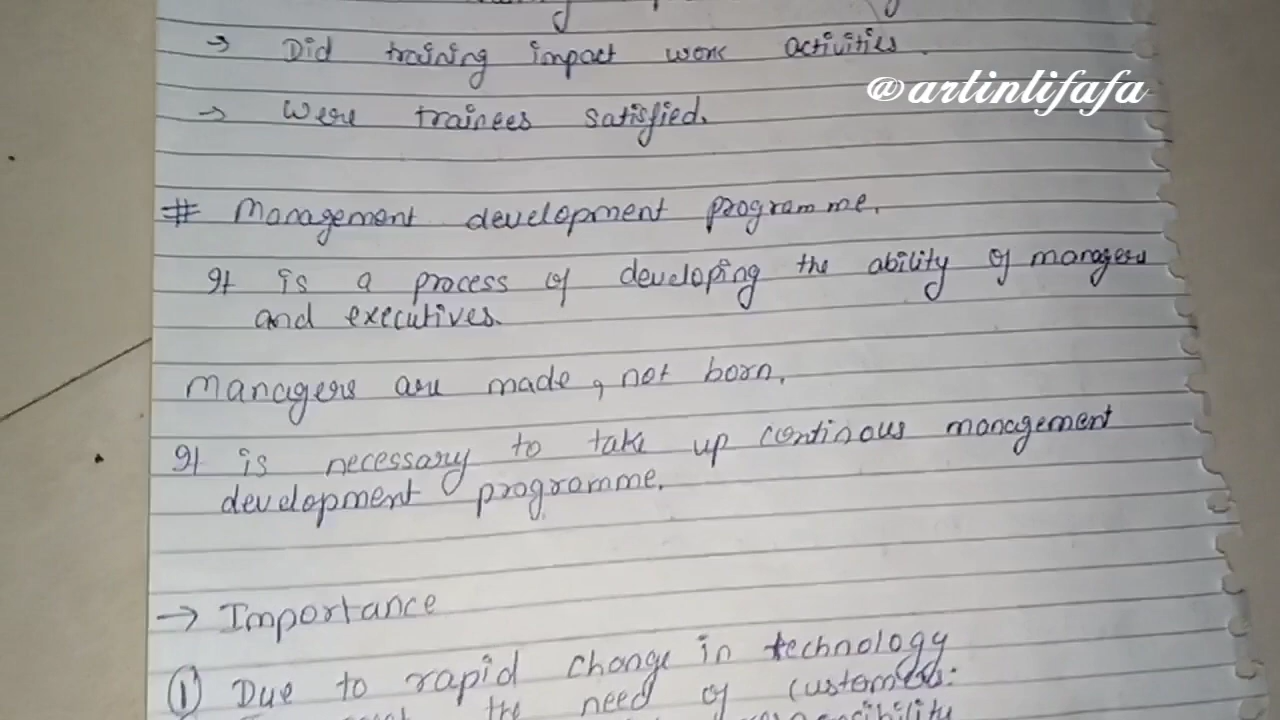 → Did training impact work activities.
@artinlifafa
→ Were trainees satisfied.
# Management development programme.
It is a process of developing the ability of managers
and executives.
Managers are made, not born.
It is necessary to take up continous management
development programme.
→ Importance
① Due to rapid change in technology
the need of customers.